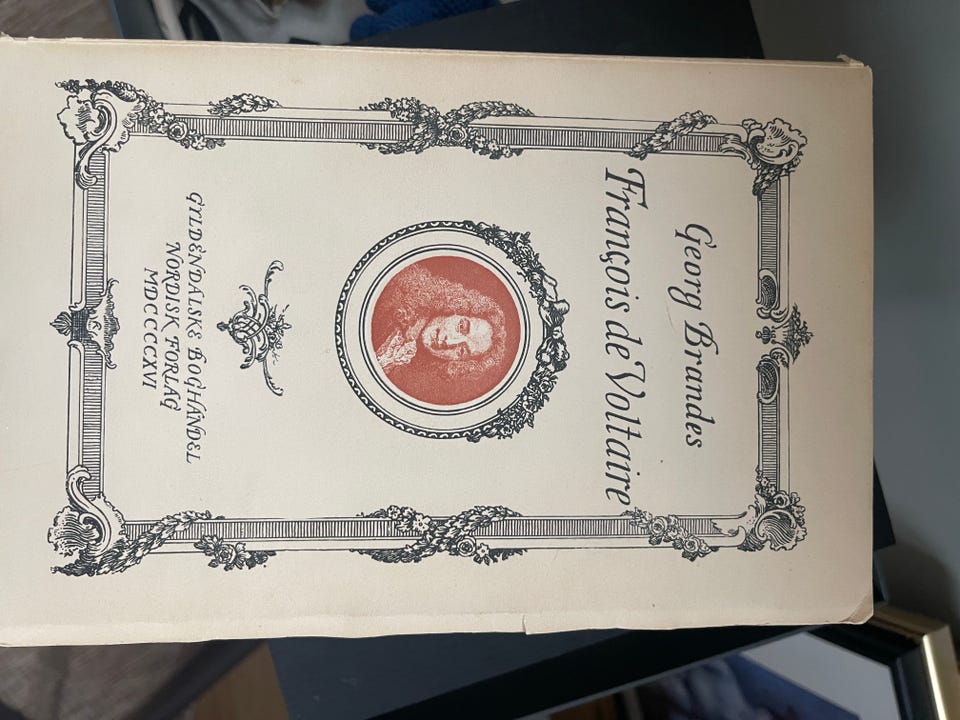 Georg Brandes
François de Voltaire
GYLDENDALSKE BOGHANDEL
NORDISK FORLAG
MDCCCCXVI